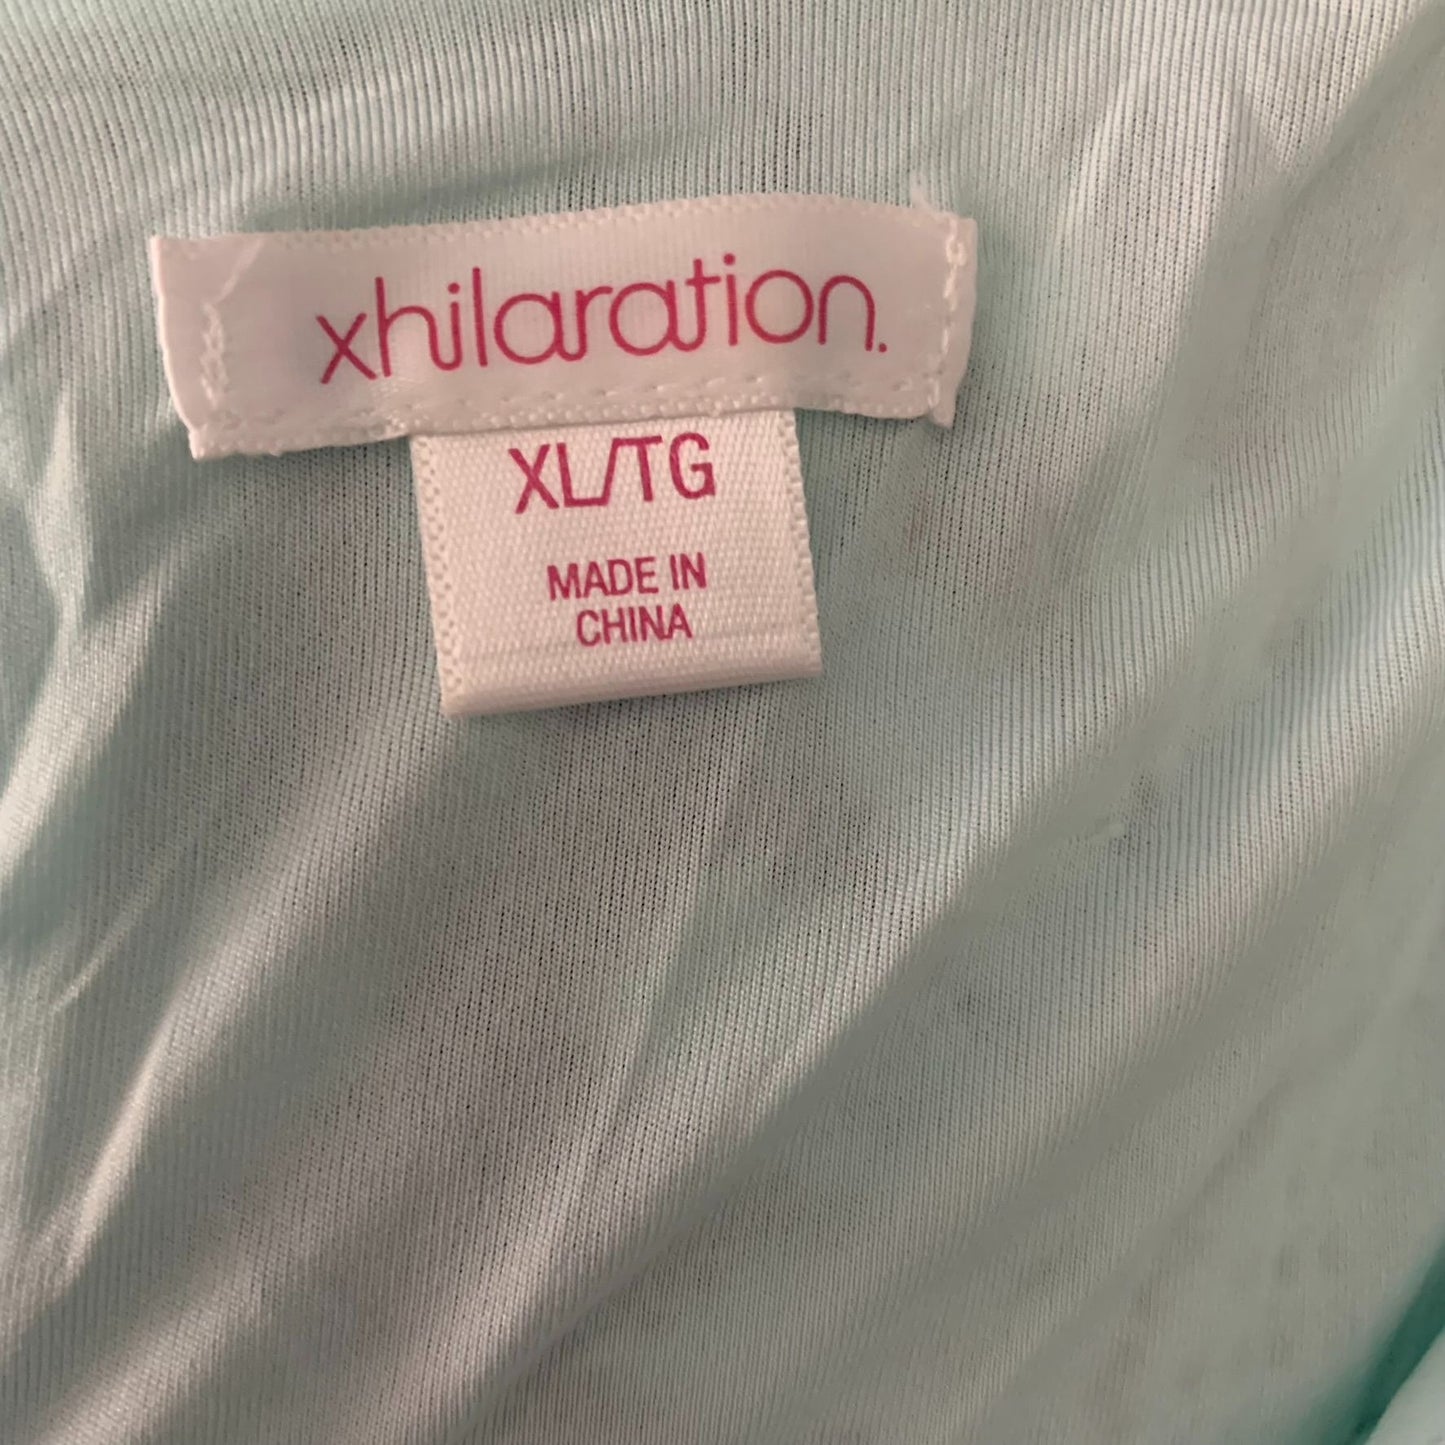 xhilaration.
XL/TG
MADE IN
CHINA